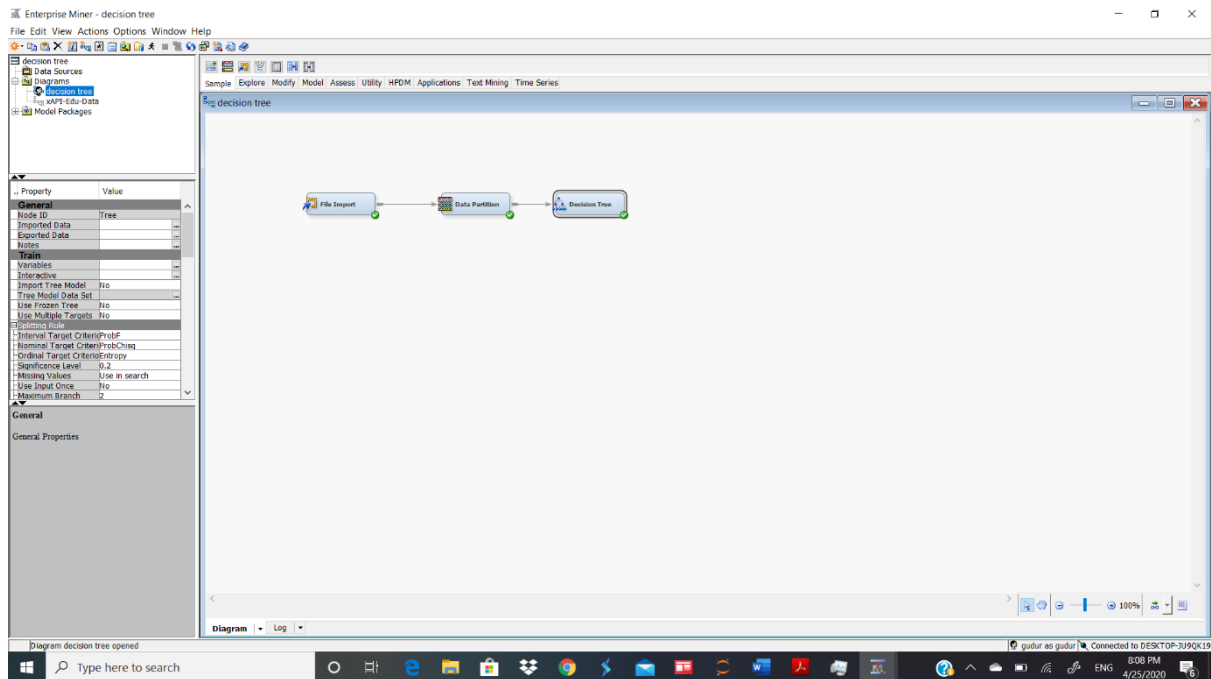 Enterprise Miner - decision tree
File Edit View Actions Options Window Help
decision tree
Data Sources
Diagrams
decision tree
xAPI-Edu-Data
Model Packages
Sample Explore Modify Model Assess Utility HPDM Applications Text Mining Time Series
decision tree
File Import
Data Partition
Decision Tree
.. Property Value
General
Node ID Tree
Imported Data ...
Exported Data ...
Notes ...
Train
Variables ...
Interactive ...
Import Tree Model No
Tree Model Data Set ...
Use Frozen Tree No
Use Multiple Targets No
Splitting Rule
Interval Target Criteri ProbF
Nominal Target Criteri ProbChisq
Ordinal Target Criterio Entropy
Significance Level 0.2
Missing Values Use in search
Use Input Once No
Maximum Branch 2
General
General Properties
100%
Diagram Log
Diagram decision tree opened
gudur as gudur Connected to DESKTOP-JU9QK19
Type here to search
ENG
8:08 PM
4/25/2020
6